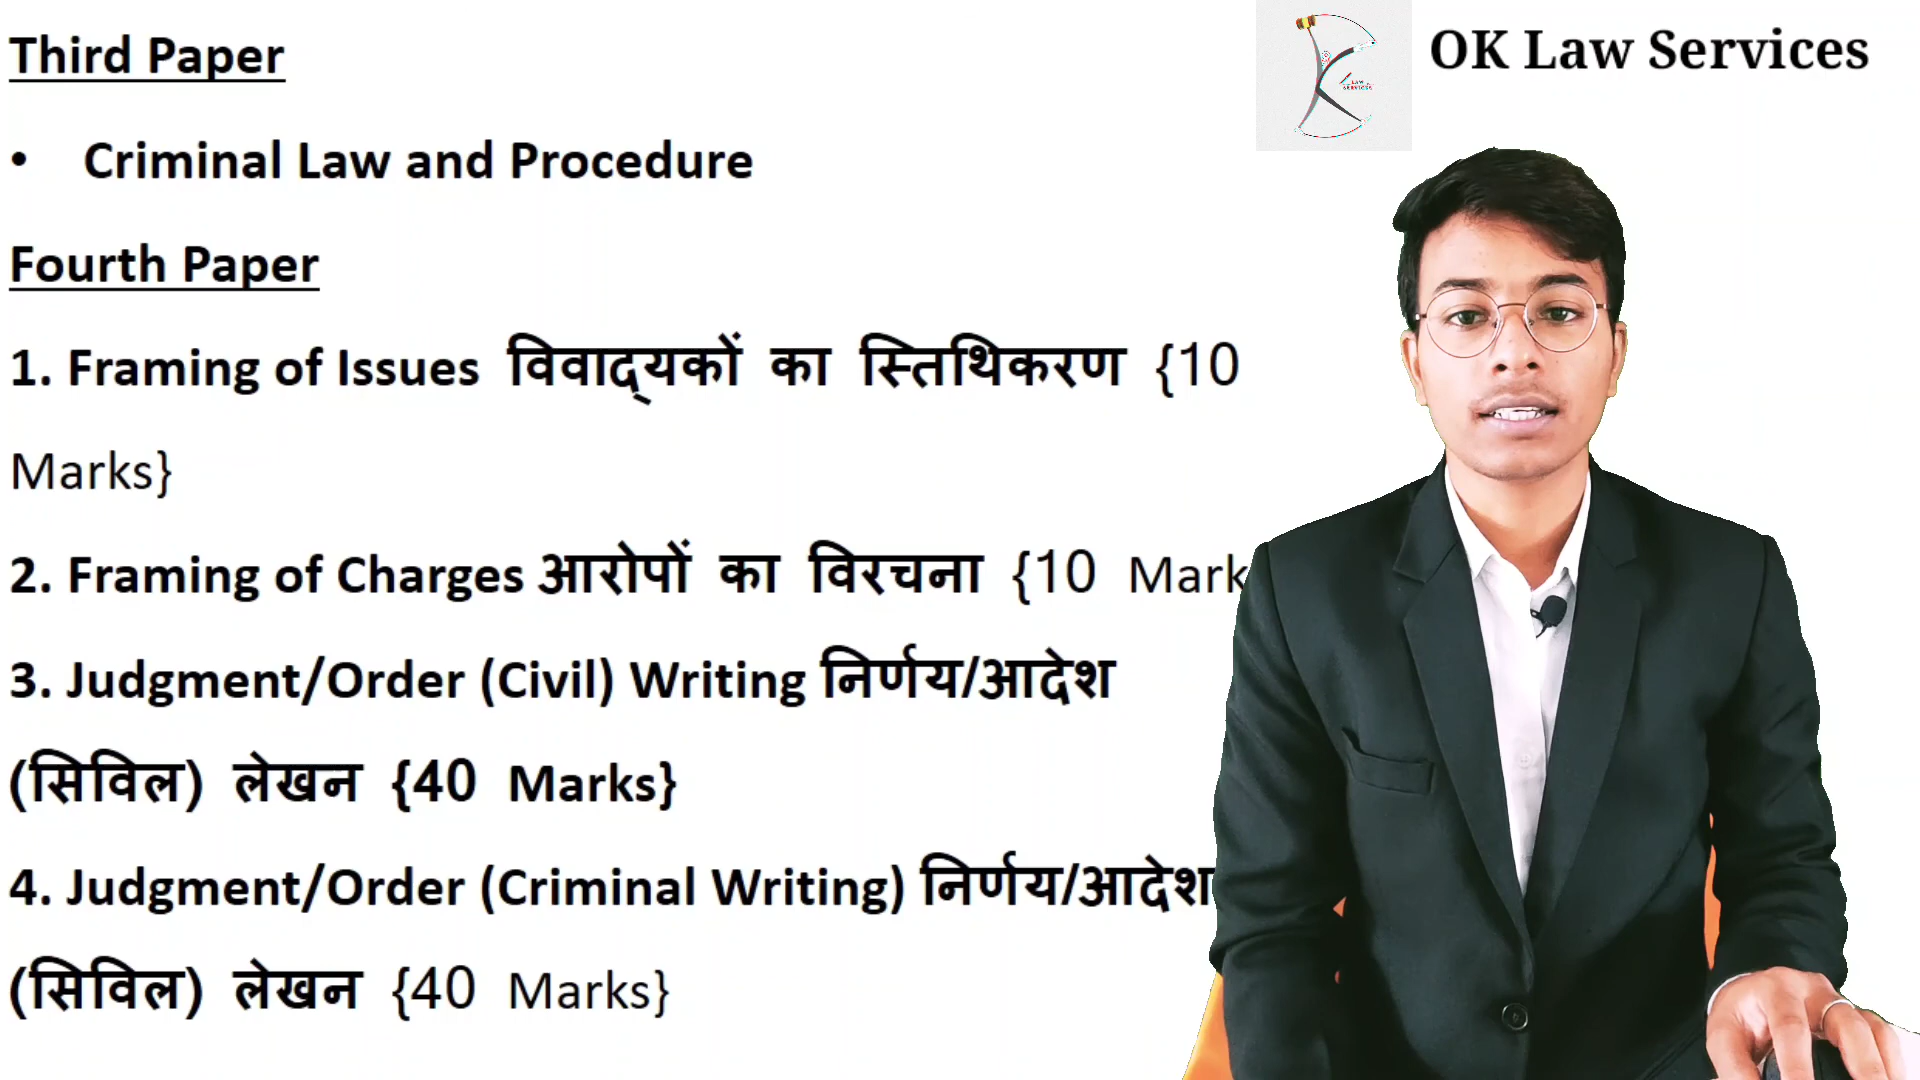 Third Paper
OK Law Services
LAW
SERVICES
• Criminal Law and Procedure
Fourth Paper
1. Framing of Issues विवाद्यकों का स्तिथिकरण {10
Marks}
2. Framing of Charges आरोपों का विरचना {10 Mark
3. Judgment/Order (Civil) Writing निर्णय/आदेश
(सिविल) लेखन {40 Marks}
4. Judgment/Order (Criminal Writing) निर्णय/आदेश
(सिविल) लेखन {40 Marks}